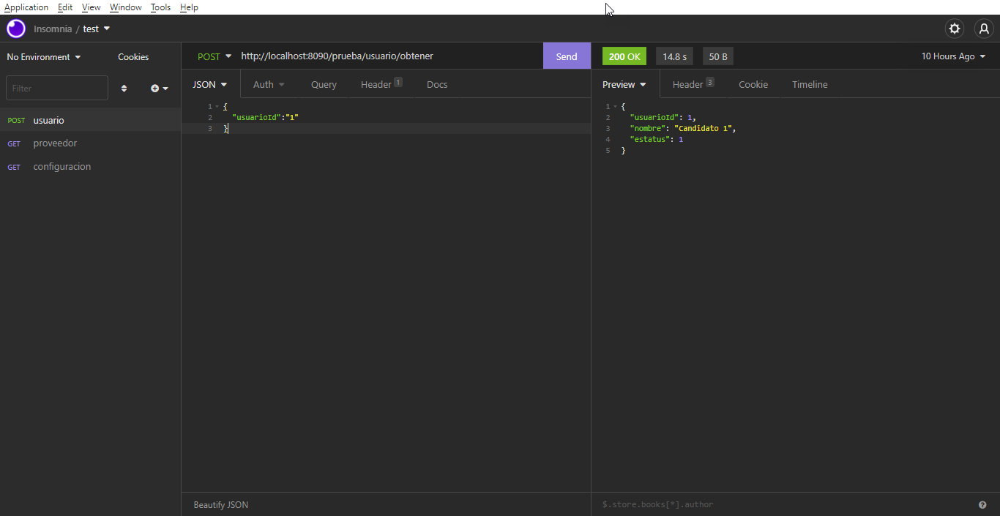 Application Edit View Window Tools Help
Insomnia / test
No Environment Cookies
POST http://localhost:8090/prueba/usuario/obtener Send
200 OK 14.8 s 50 B 10 Hours Ago
Filter
JSON Auth Query Header 1 Docs
Preview Header 3 Cookie Timeline
POST usuario
GET proveedor
GET configuracion
1 {
2 "usuarioId":"1"
3 }
1 {
2 "usuarioId": 1,
3 "nombre": "Candidato 1",
4 "estatus": 1
5 }
Beautify JSON
$.store.books[*].author
?